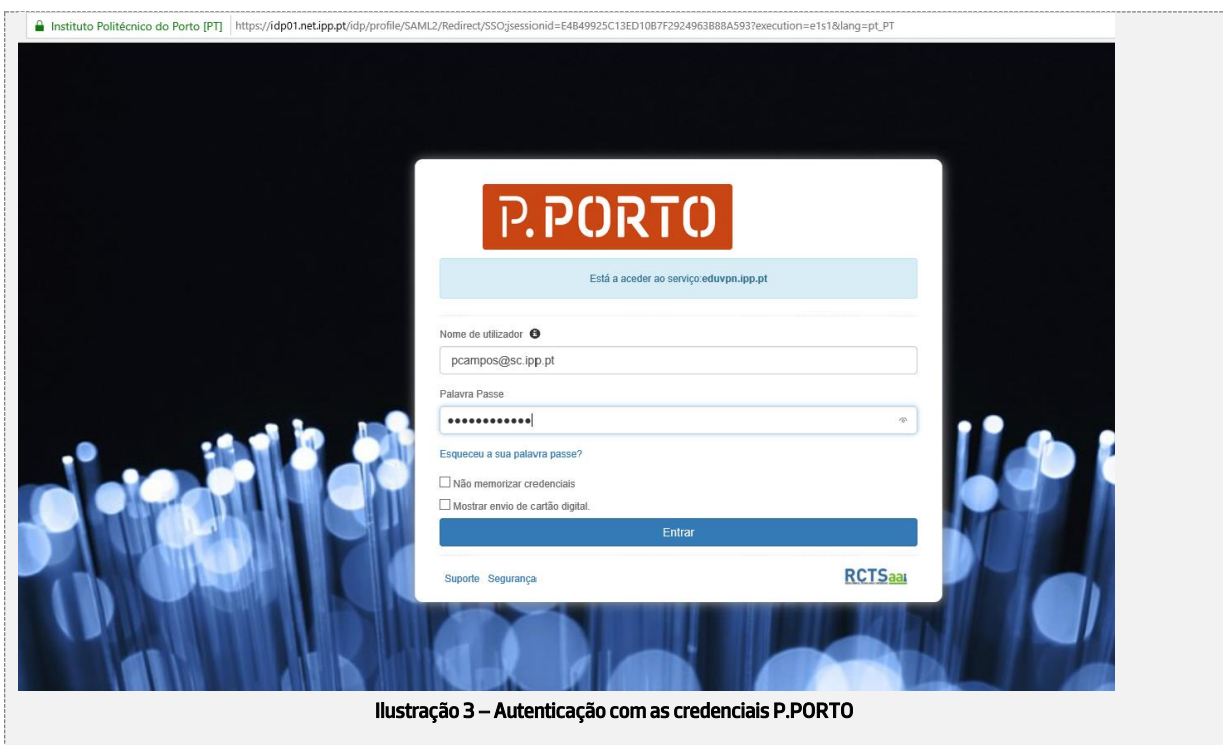 Instituto Politécnico do Porto [PT] https://idp01.net.ipp.pt/idp/profile/SAML2/Redirect/SSO;jsessionid=E4B49925C13ED10B7F2924963B88A593?execution=e1s1&lang=pt_PT
P.PORTO
Está a aceder ao serviço:eduvpn.ipp.pt
Nome de utilizador
pcampos@sc.ipp.pt
Palavra Passe
••••••••••••
Esqueceu a sua palavra passe?
Não memorizar credenciais
Mostrar envio de cartão digital.
Entrar
Suporte Segurança
RCTSaai
Ilustração 3 – Autenticação com as credenciais P.PORTO